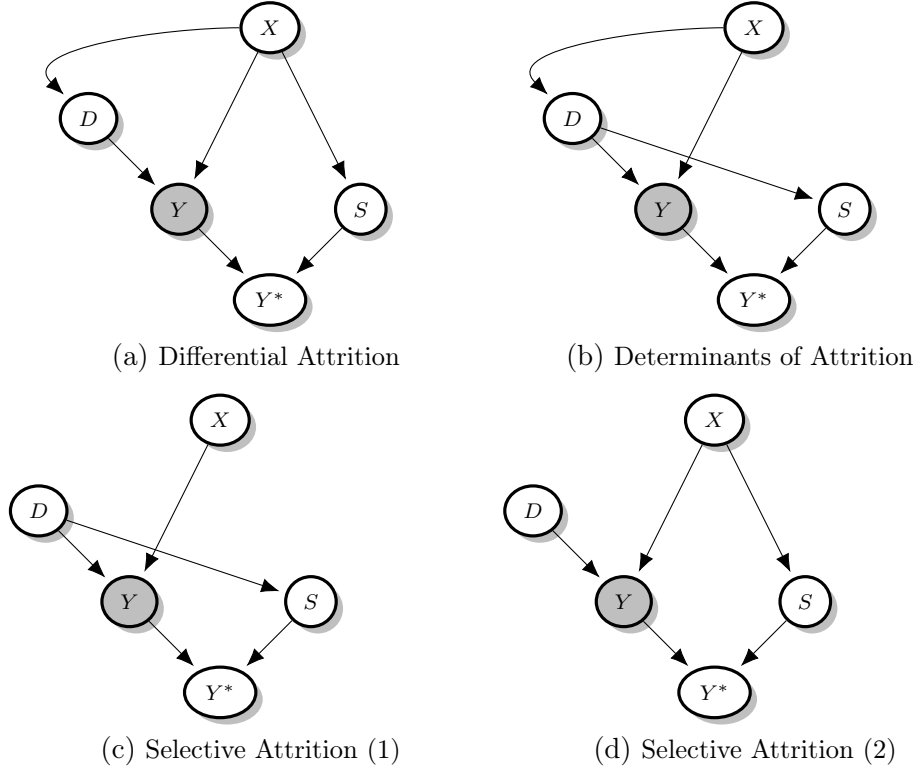 X
D
Y
S
Y*
(a) Differential Attrition
X
D
Y
S
Y*
(b) Determinants of Attrition
X
D
Y
S
Y*
(c) Selective Attrition (1)
X
D
Y
S
Y*
(d) Selective Attrition (2)